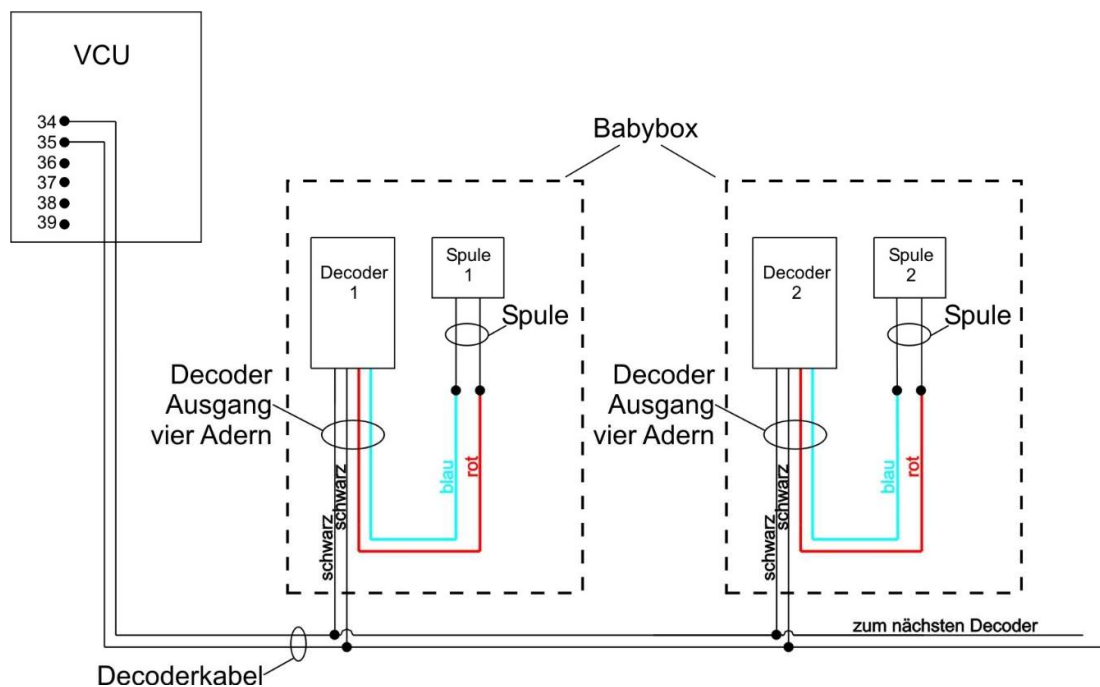 VCU
34
35
36
37
38
39
Babybox
Decoder
1
Spule
1
Spule
Decoder
Ausgang
vier Adern
schwarz
schwarz
blau
rot
Decoder
2
Spule
2
Spule
Decoder
Ausgang
vier Adern
schwarz
schwarz
blau
rot
zum nächsten Decoder
Decoderkabel